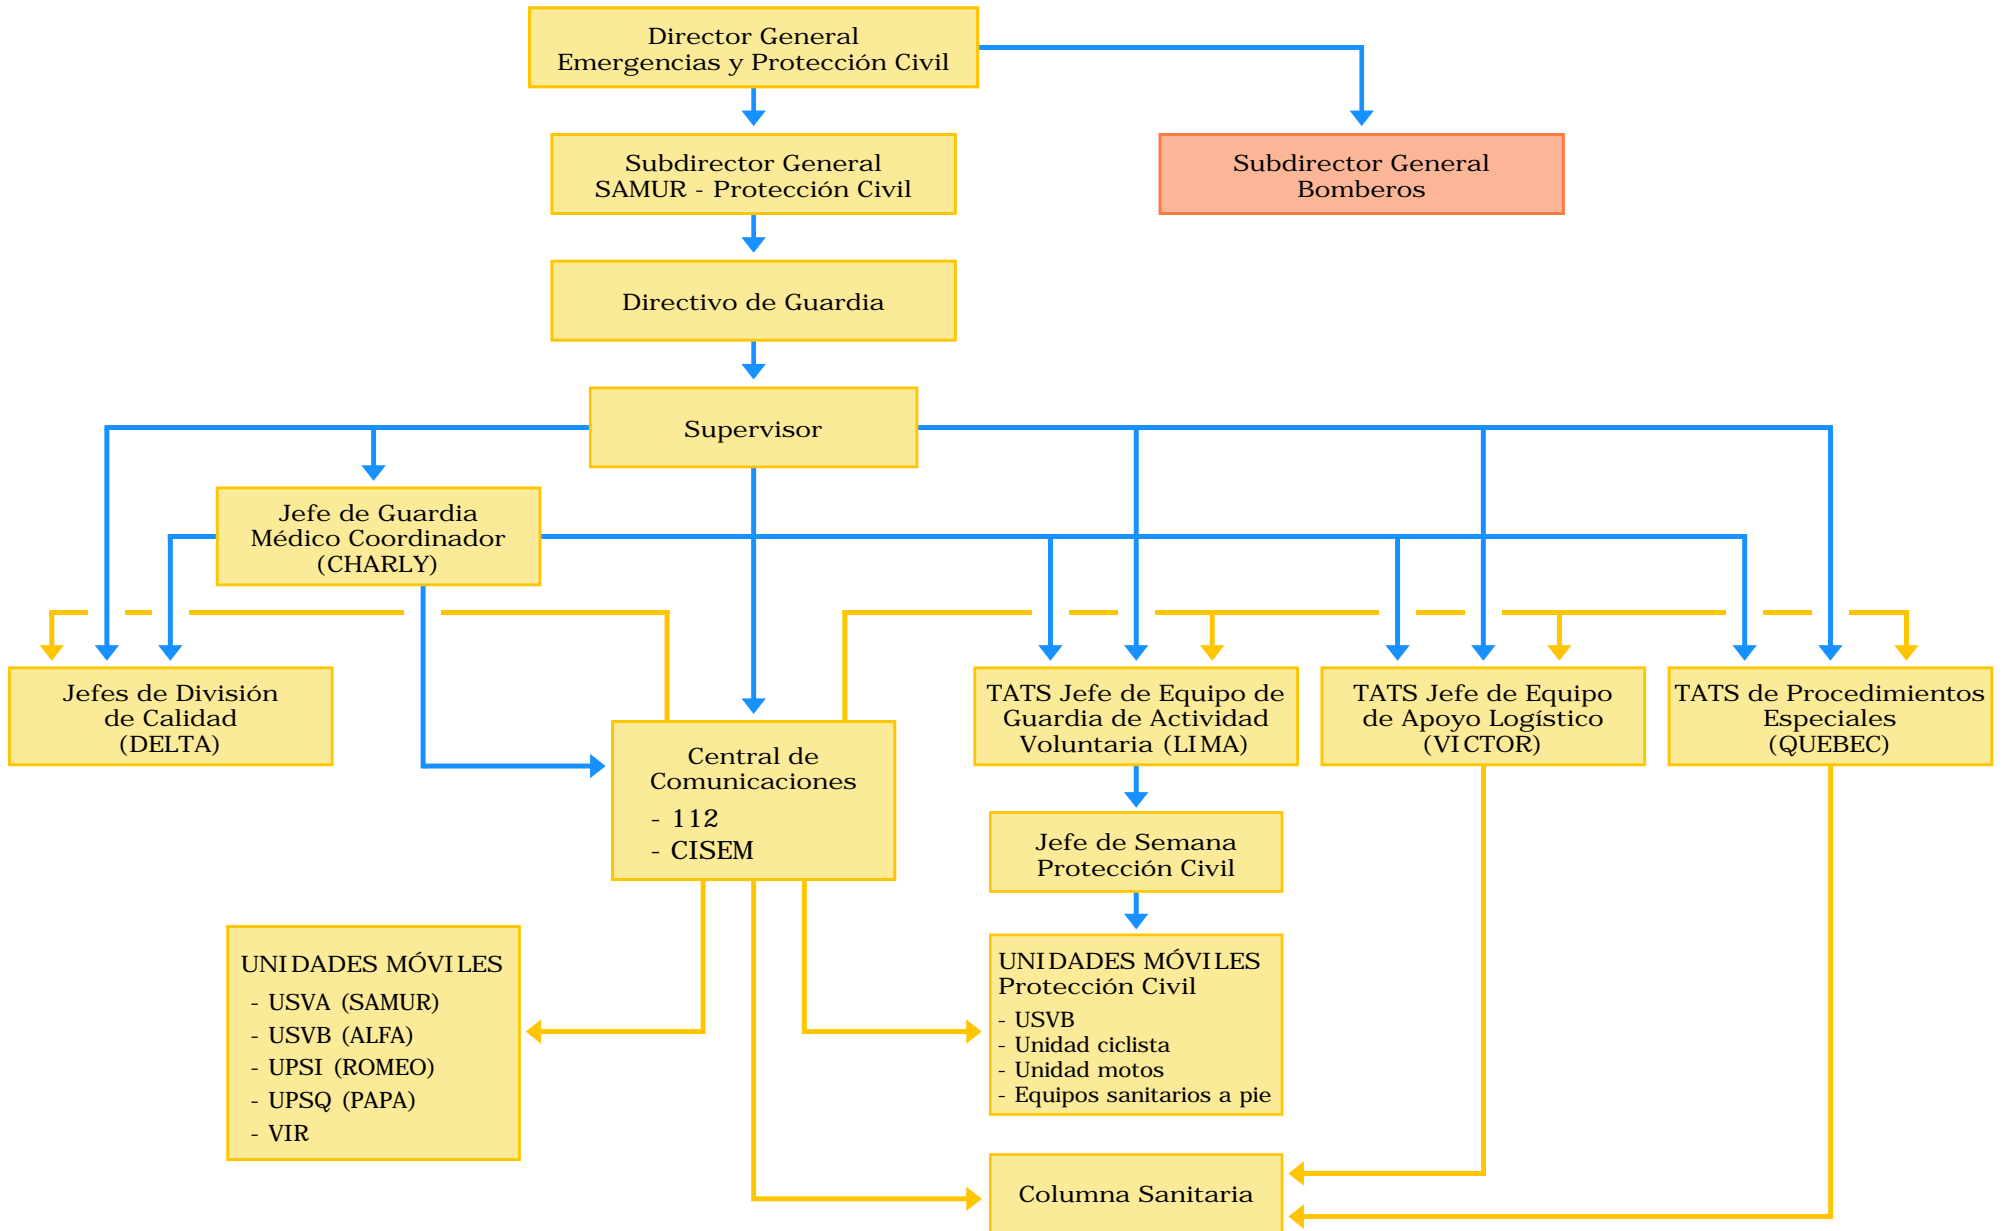 Director General
Emergencias y Protección Civil
Subdirector General
SAMUR - Protección Civil
Subdirector General
Bomberos
Directivo de Guardia
Supervisor
Jefe de Guardia
Médico Coordinador
(CHARLY)
Jefes de División
de Calidad
(DELTA)
Central de
Comunicaciones
- 112
- CISEM
TATS Jefe de Equipo de
Guardia de Actividad
Voluntaria (LIMA)
TATS Jefe de Equipo
de Apoyo Logístico
(VICTOR)
TATS de Procedimientos
Especiales
(QUEBEC)
Jefe de Semana
Protección Civil
UNIDADES MÓVILES
- USVA (SAMUR)
- USVB (ALFA)
- UPSI (ROMEO)
- UPSQ (PAPA)
- VIR
UNIDADES MÓVILES
Protección Civil
- USVB
- Unidad ciclista
- Unidad motos
- Equipos sanitarios a pie
Columna Sanitaria